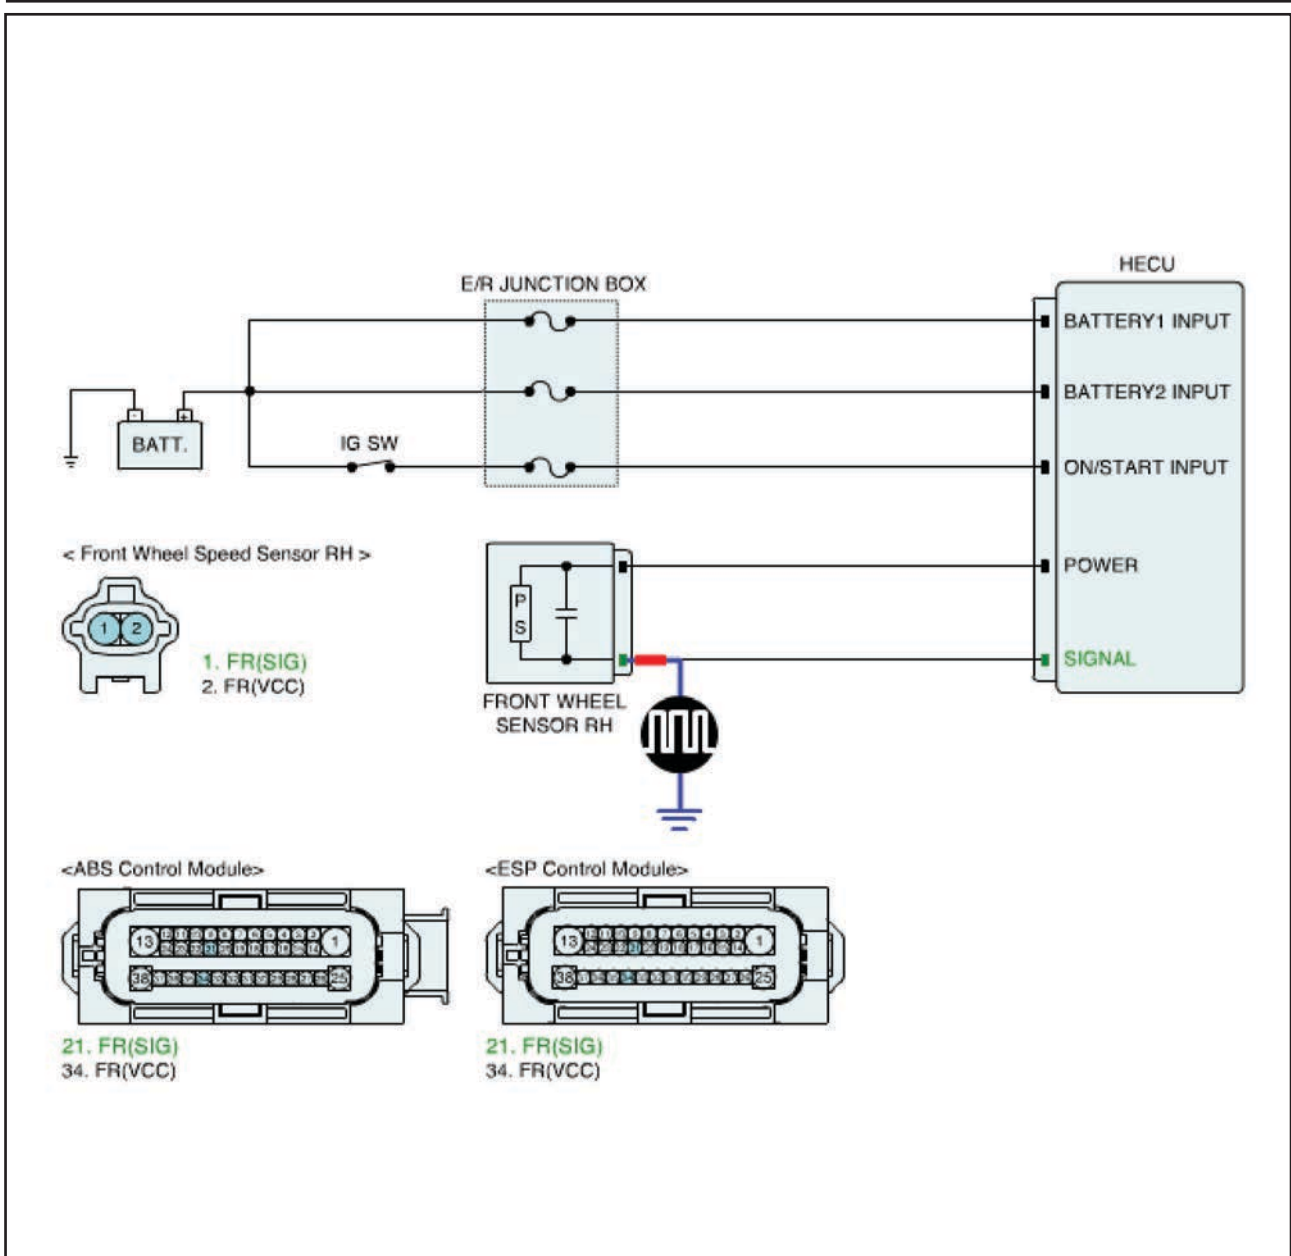 HECU
E/R JUNCTION BOX
BATTERY1 INPUT
BATTERY2 INPUT
- +
BATT.
IG SW
ON/START INPUT
< Front Wheel Speed Sensor RH >
POWER
P
S
1 2
1. FR(SIG)
2. FR(VCC)
SIGNAL
FRONT WHEEL
SENSOR RH
<ABS Control Module>
<ESP Control Module>
13 1
38 25
13 1
38 25
21. FR(SIG)
34. FR(VCC)
21. FR(SIG)
34. FR(VCC)